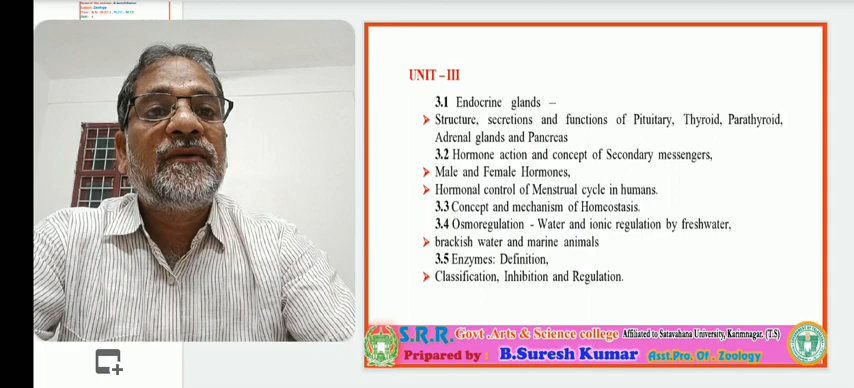 UNIT – III
3.1 Endocrine glands –
➤ Structure, secretions and functions of Pituitary, Thyroid, Parathyroid,
Adrenal glands and Pancreas
3.2 Hormone action and concept of Secondary messengers,
➤ Male and Female Hormones,
➤ Hormonal control of Menstrual cycle in humans.
3.3 Concept and mechanism of Homeostasis.
3.4 Osmoregulation - Water and ionic regulation by freshwater,
➤ brackish water and marine animals
3.5 Enzymes: Definition,
➤ Classification, Inhibition and Regulation.
S.R.R. Govt .Arts & Science college Affiliated to Satavahana University, Karimnagar. (T.S)
Pripared by : B.Suresh Kumar Asst.Pro. Of . Zoology